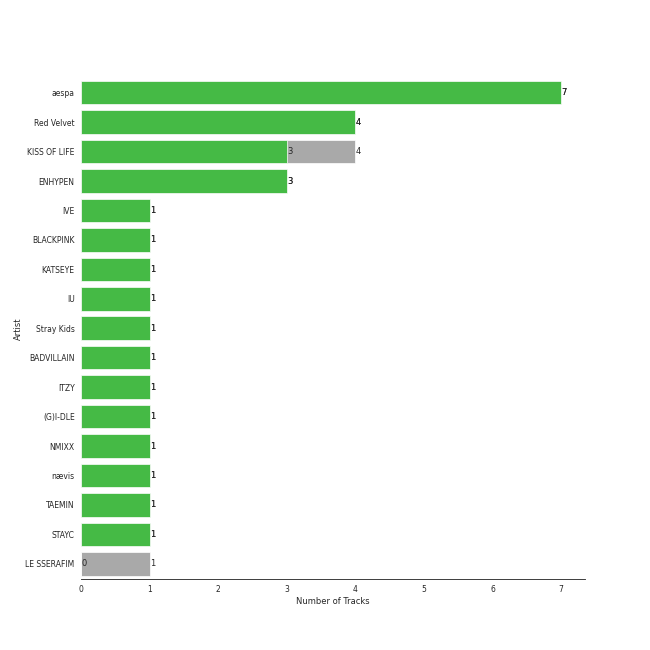 aespa 7
Red Velvet 4
KISS OF LIFE 3 4
ENHYPEN 3
IVE 1
BLACKPINK 1
KATSEYE 1
IU 1
Stray Kids 1
BADVILLAIN 1
ITZY 1
(G)I-DLE 1
NMIXX 1
nævis 1
TAEMIN 1
STAYC 1
LE SSERAFIM 0 1
Artist
0 1 2 3 4 5 6 7
Number of Tracks